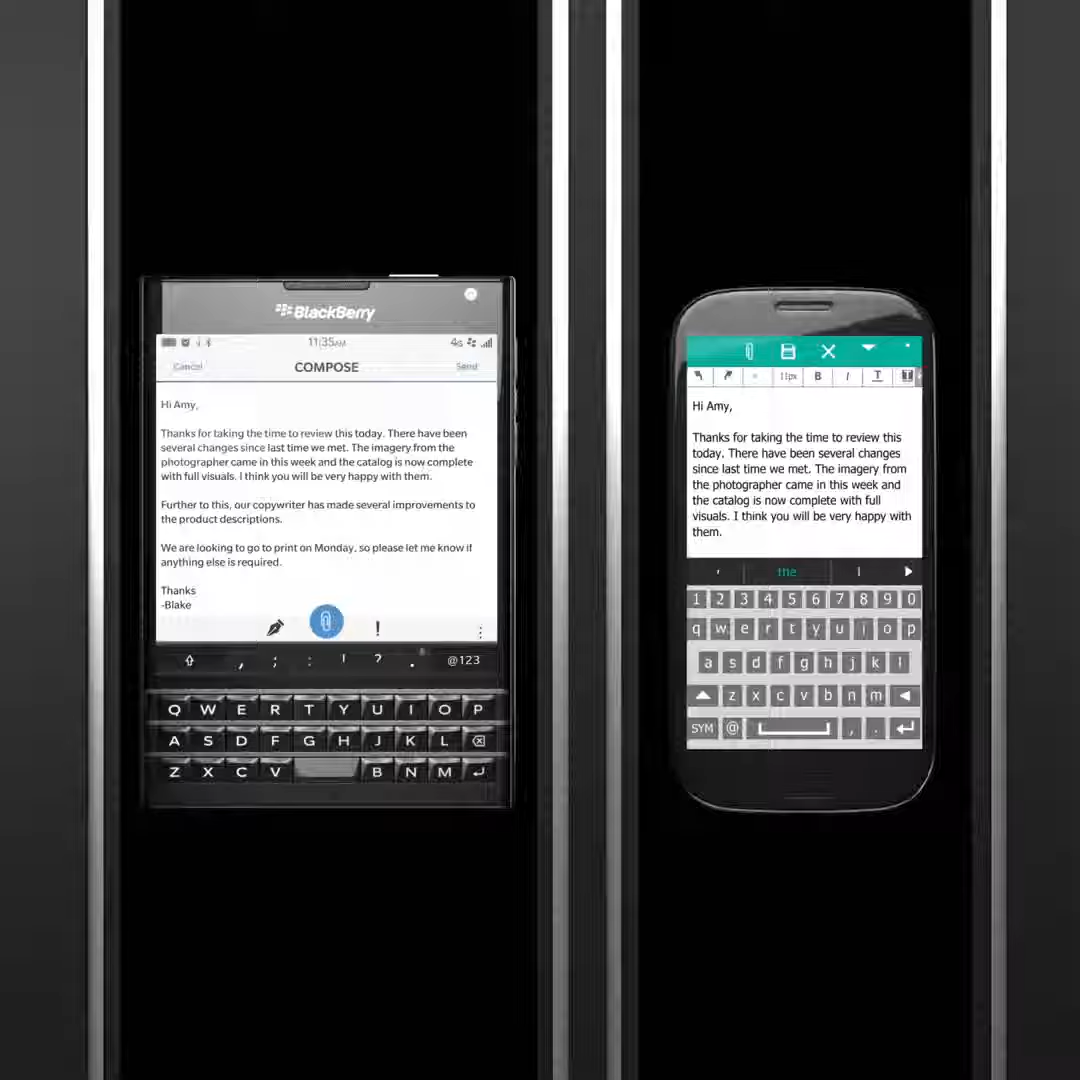 BlackBerry
11:35AM
4G
Cancel
COMPOSE
Send
Hi Amy,
Thanks for taking the time to review this today. There have been
several changes since last time we met. The imagery from the
photographer came in this week and the catalog is now complete
with full visuals. I think you will be very happy with them.
Further to this, our copywriter has made several improvements to
the product descriptions.
We are looking to go to print on Monday, so please let me know if
anything else is required.
Thanks
-Blake
!
, ; : ' ? . @123
Q W E R T Y U I O P
A S D F G H J K L
Z X C V B N M
11px B I T T
Hi Amy,
Thanks for taking the time to review this
today. There have been several changes
since last time we met. The imagery from
the photographer came in this week and
the catalog is now complete with full
visuals. I think you will be very happy with
them.
, the I
1 2 3 4 5 6 7 8 9 0
q w e r t y u i o p
a s d f g h j k l
z x c v b n m
SYM @ , .